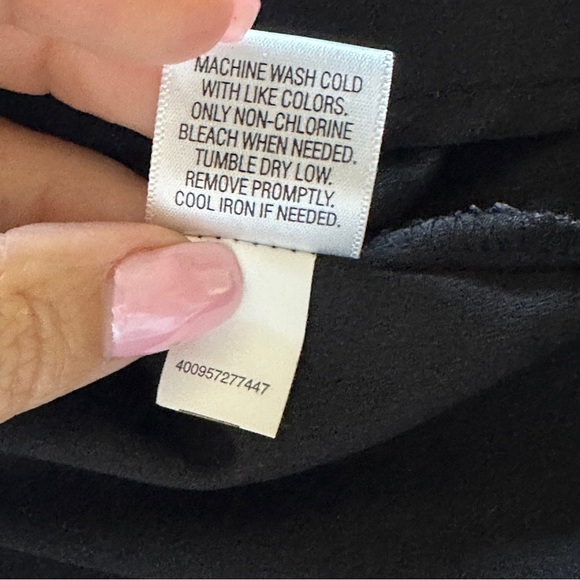 MACHINE WASH COLD
WITH LIKE COLORS.
ONLY NON-CHLORINE
BLEACH WHEN NEEDED.
TUMBLE DRY LOW.
REMOVE PROMPTLY.
COOL IRON IF NEEDED.
400957277447